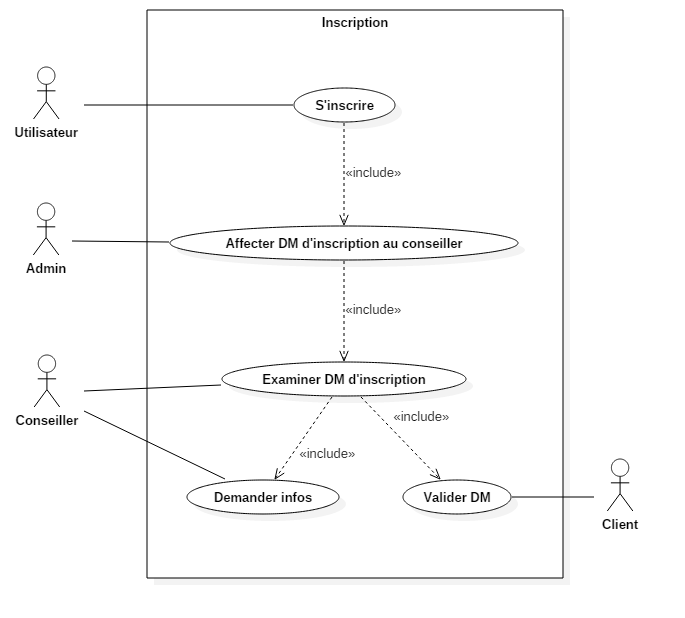 Inscription
Utilisateur
S'inscrire
«include»
Admin
Affecter DM d'inscription au conseiller
«include»
Conseiller
Examiner DM d'inscription
«include»
«include»
Demander infos
Valider DM
Client